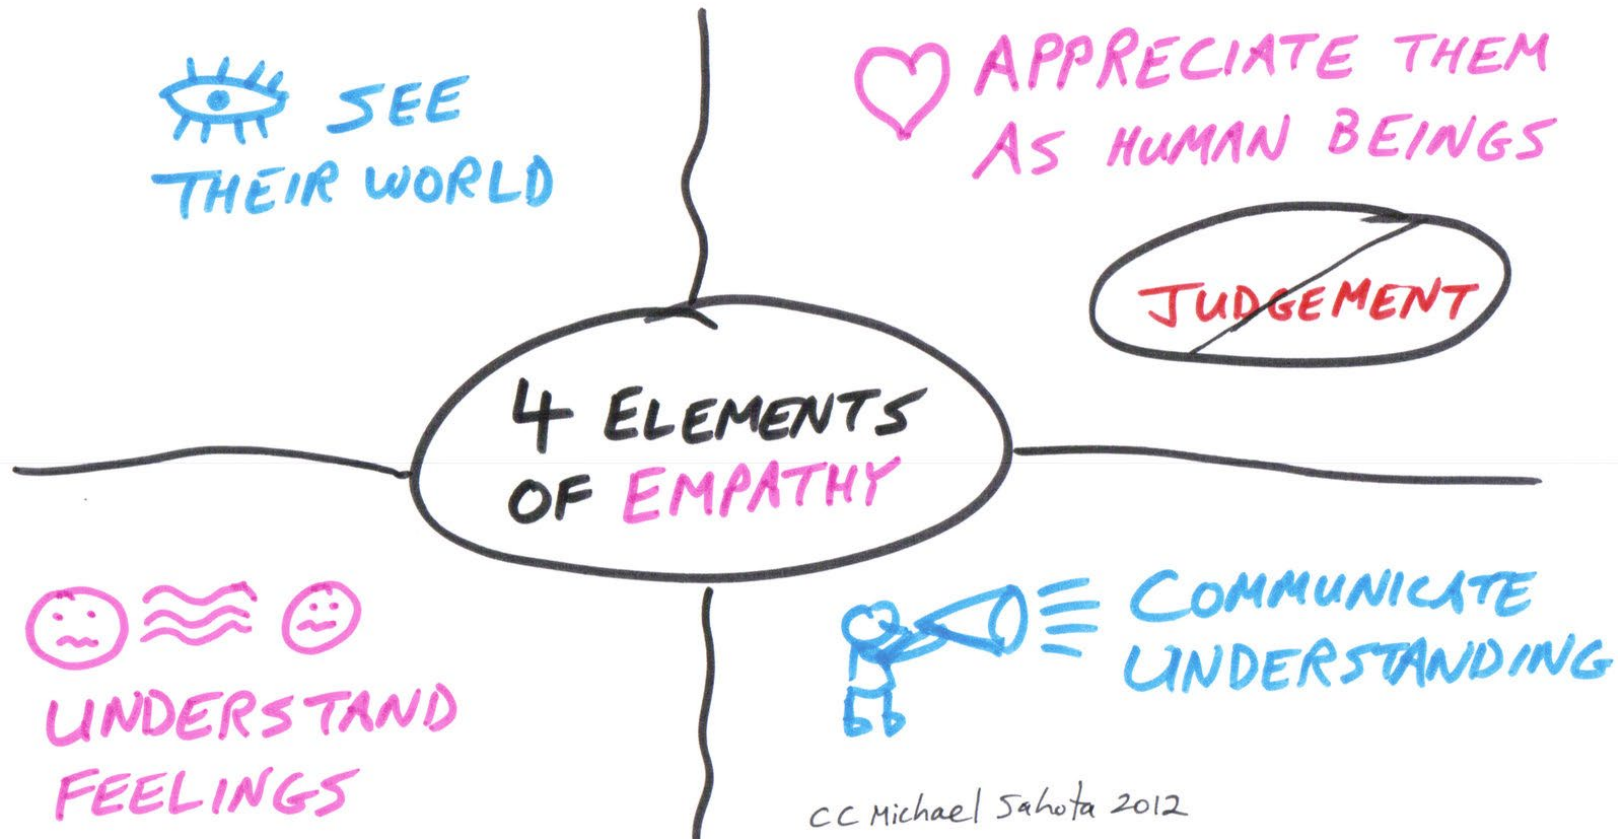 SEE
THEIR WORLD
APPRECIATE THEM
AS HUMAN BEINGS
JUDGEMENT
4 ELEMENTS
OF EMPATHY
UNDERSTAND
FEELINGS
COMMUNICATE
UNDERSTANDING
CC Michael Sahota 2012